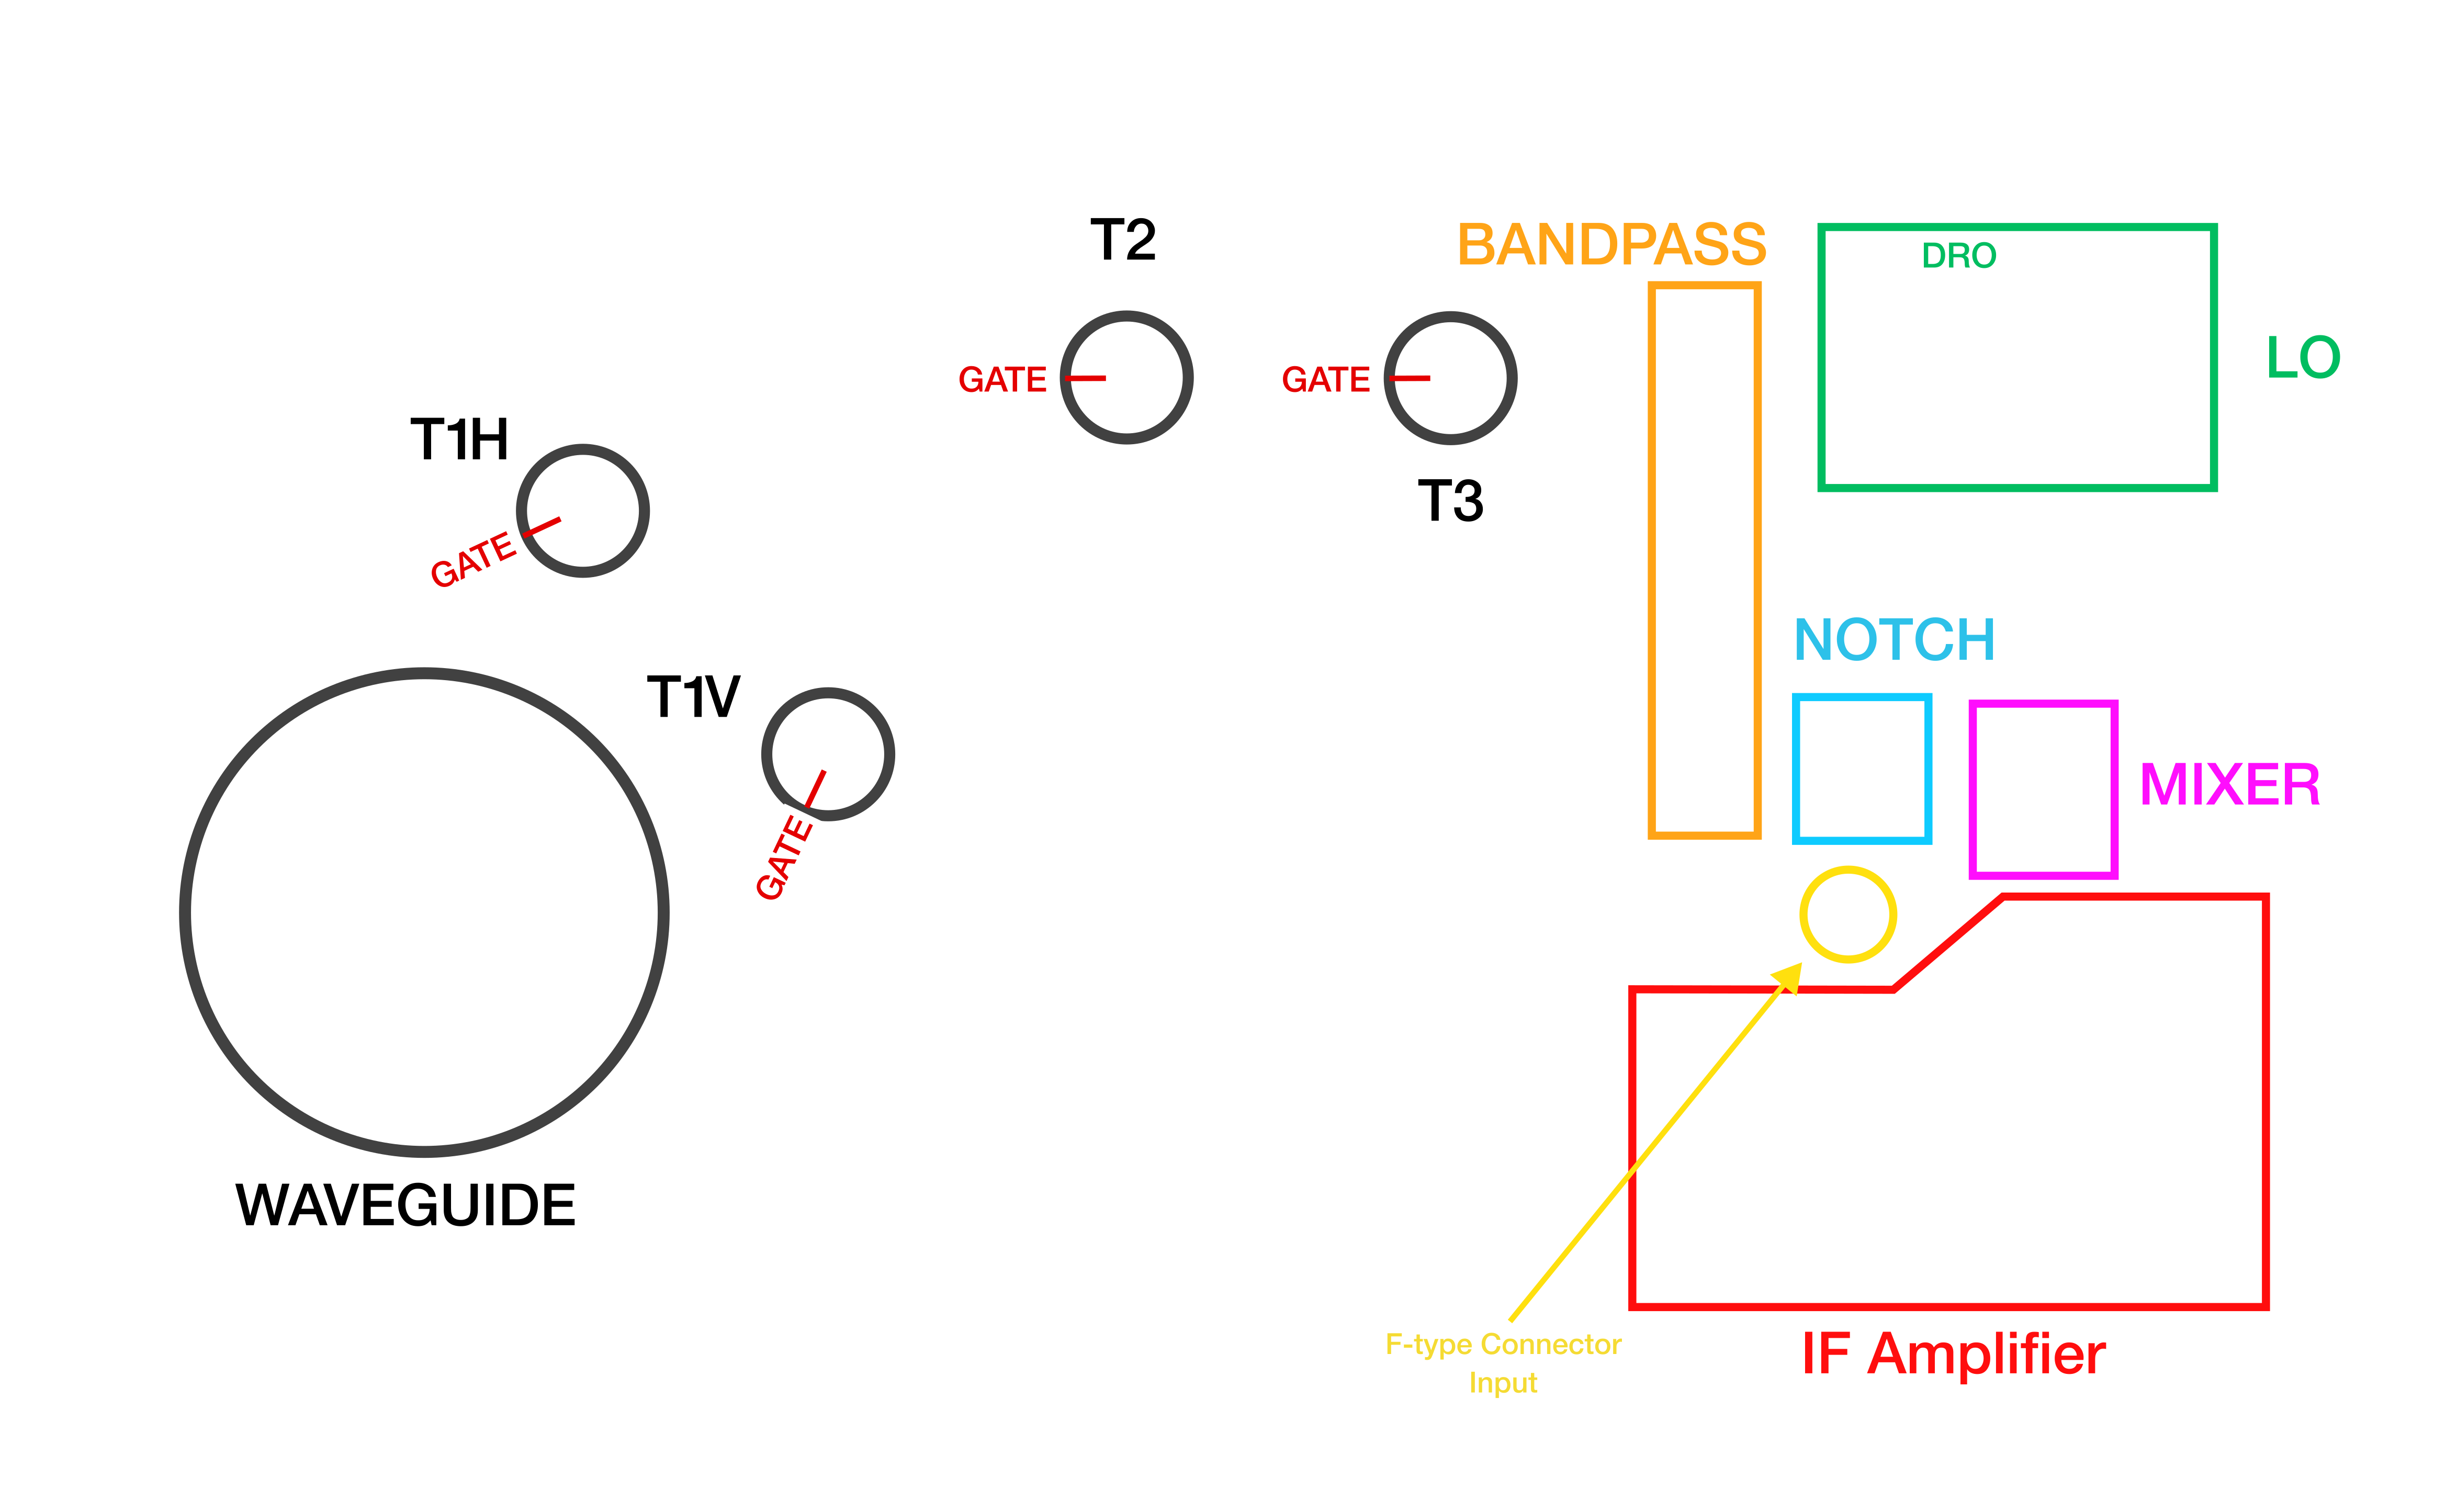 T2
BANDPASS
DRO
LO
GATE
GATE
T1H
T3
GATE
NOTCH
T1V
MIXER
GATE
WAVEGUIDE
F-type Connector
Input
IF Amplifier